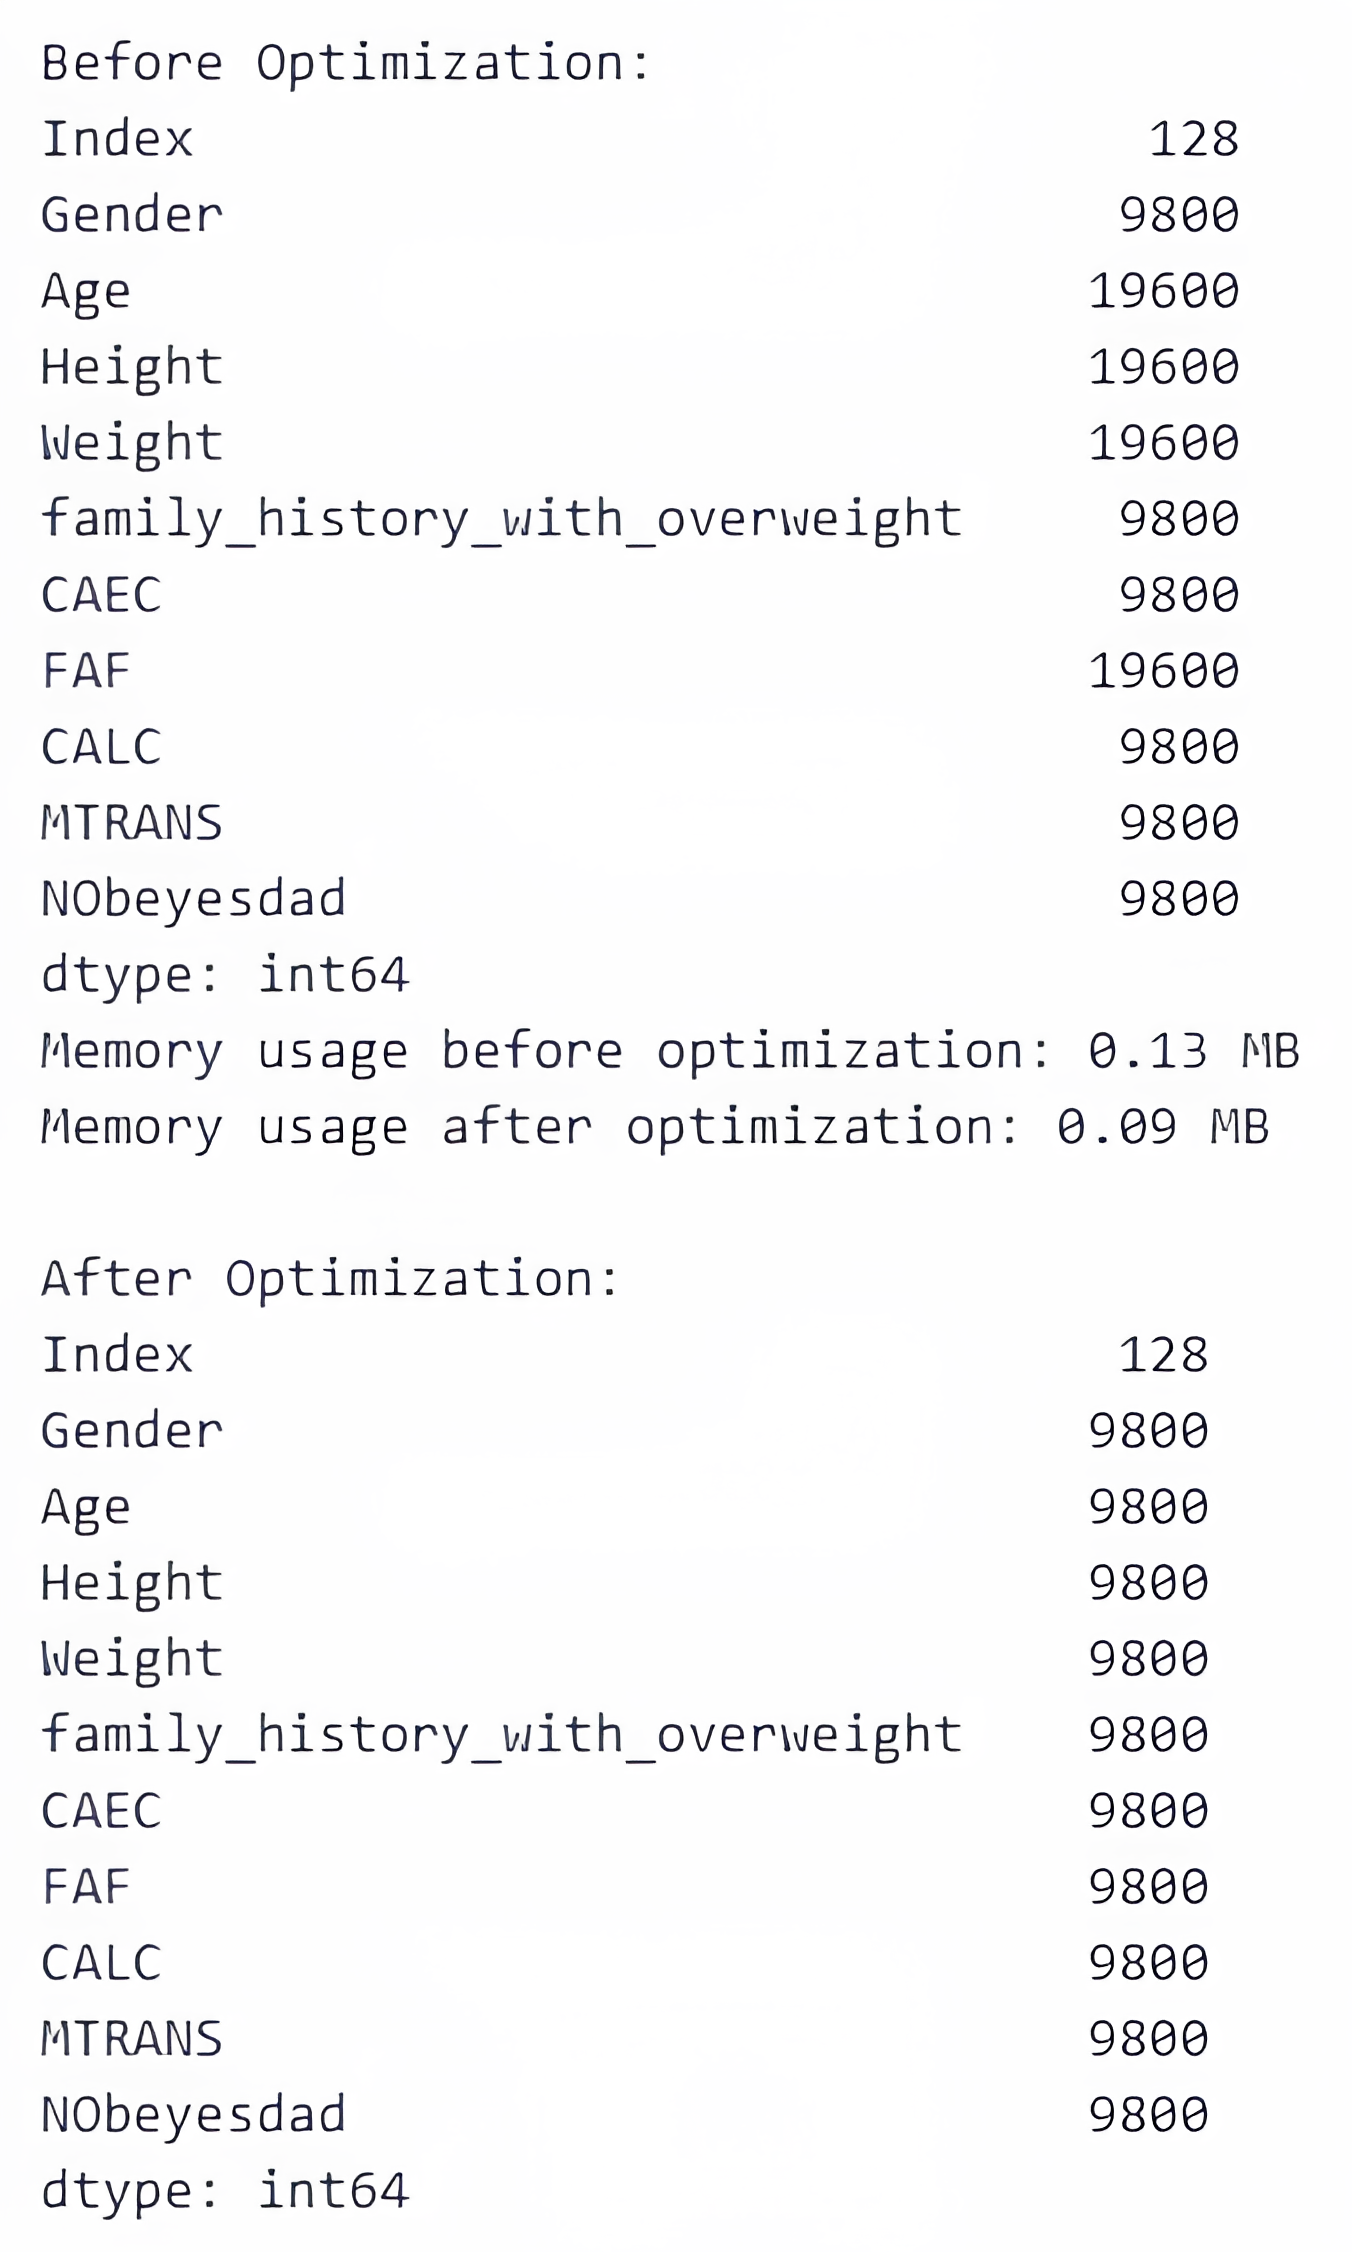 Before Optimization:
Index 128
Gender 9800
Age 19600
Height 19600
Weight 19600
family_history_with_overweight 9800
CAEC 9800
FAF 19600
CALC 9800
MTRANS 9800
NObeyesdad 9800
dtype: int64
Memory usage before optimization: 0.13 MB
Memory usage after optimization: 0.09 MB
After Optimization:
Index 128
Gender 9800
Age 9800
Height 9800
Weight 9800
family_history_with_overweight 9800
CAEC 9800
FAF 9800
CALC 9800
MTRANS 9800
NObeyesdad 9800
dtype: int64